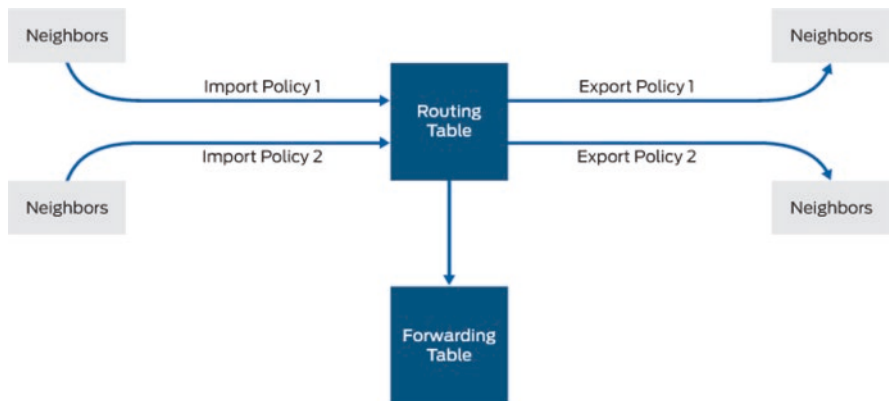 Neighbors
Neighbors
Import Policy 1
Export Policy 1
Routing
Table
Import Policy 2
Export Policy 2
Neighbors
Neighbors
Forwarding
Table